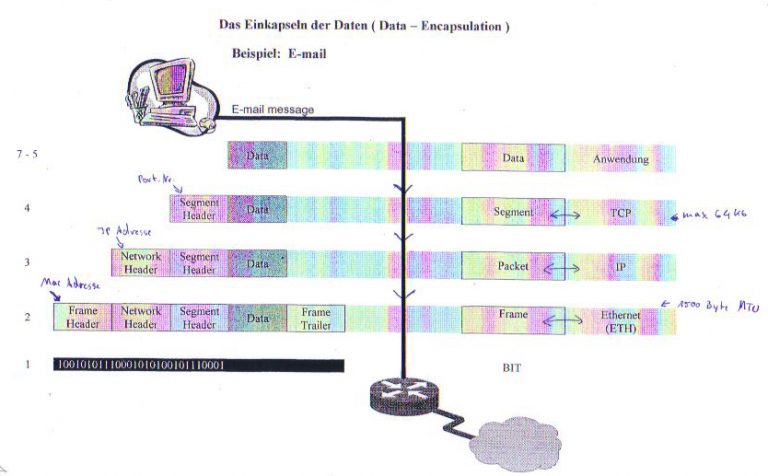 Das Einkapseln der Daten ( Data – Encapsulation )
Beispiel: E-mail
E-mail message
7 - 5 Data Data Anwendung
Port. Nr.
4 Segment Header Data Segment TCP max 64kb
IP Adresse
3 Network Header Segment Header Data Packet IP
Mac Adresse
2 Frame Header Network Header Segment Header Data Frame Trailer Frame Ethernet (ETH) 1500 Byte MTU
1 10010101110001010100101110001 BIT